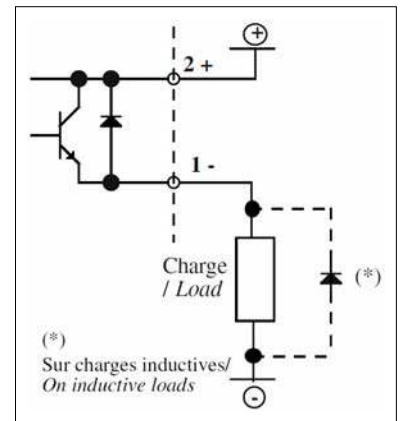 +
2 +
1 -
Charge
/ Load
(*)
(*)
Sur charges inductives/
On inductive loads
-